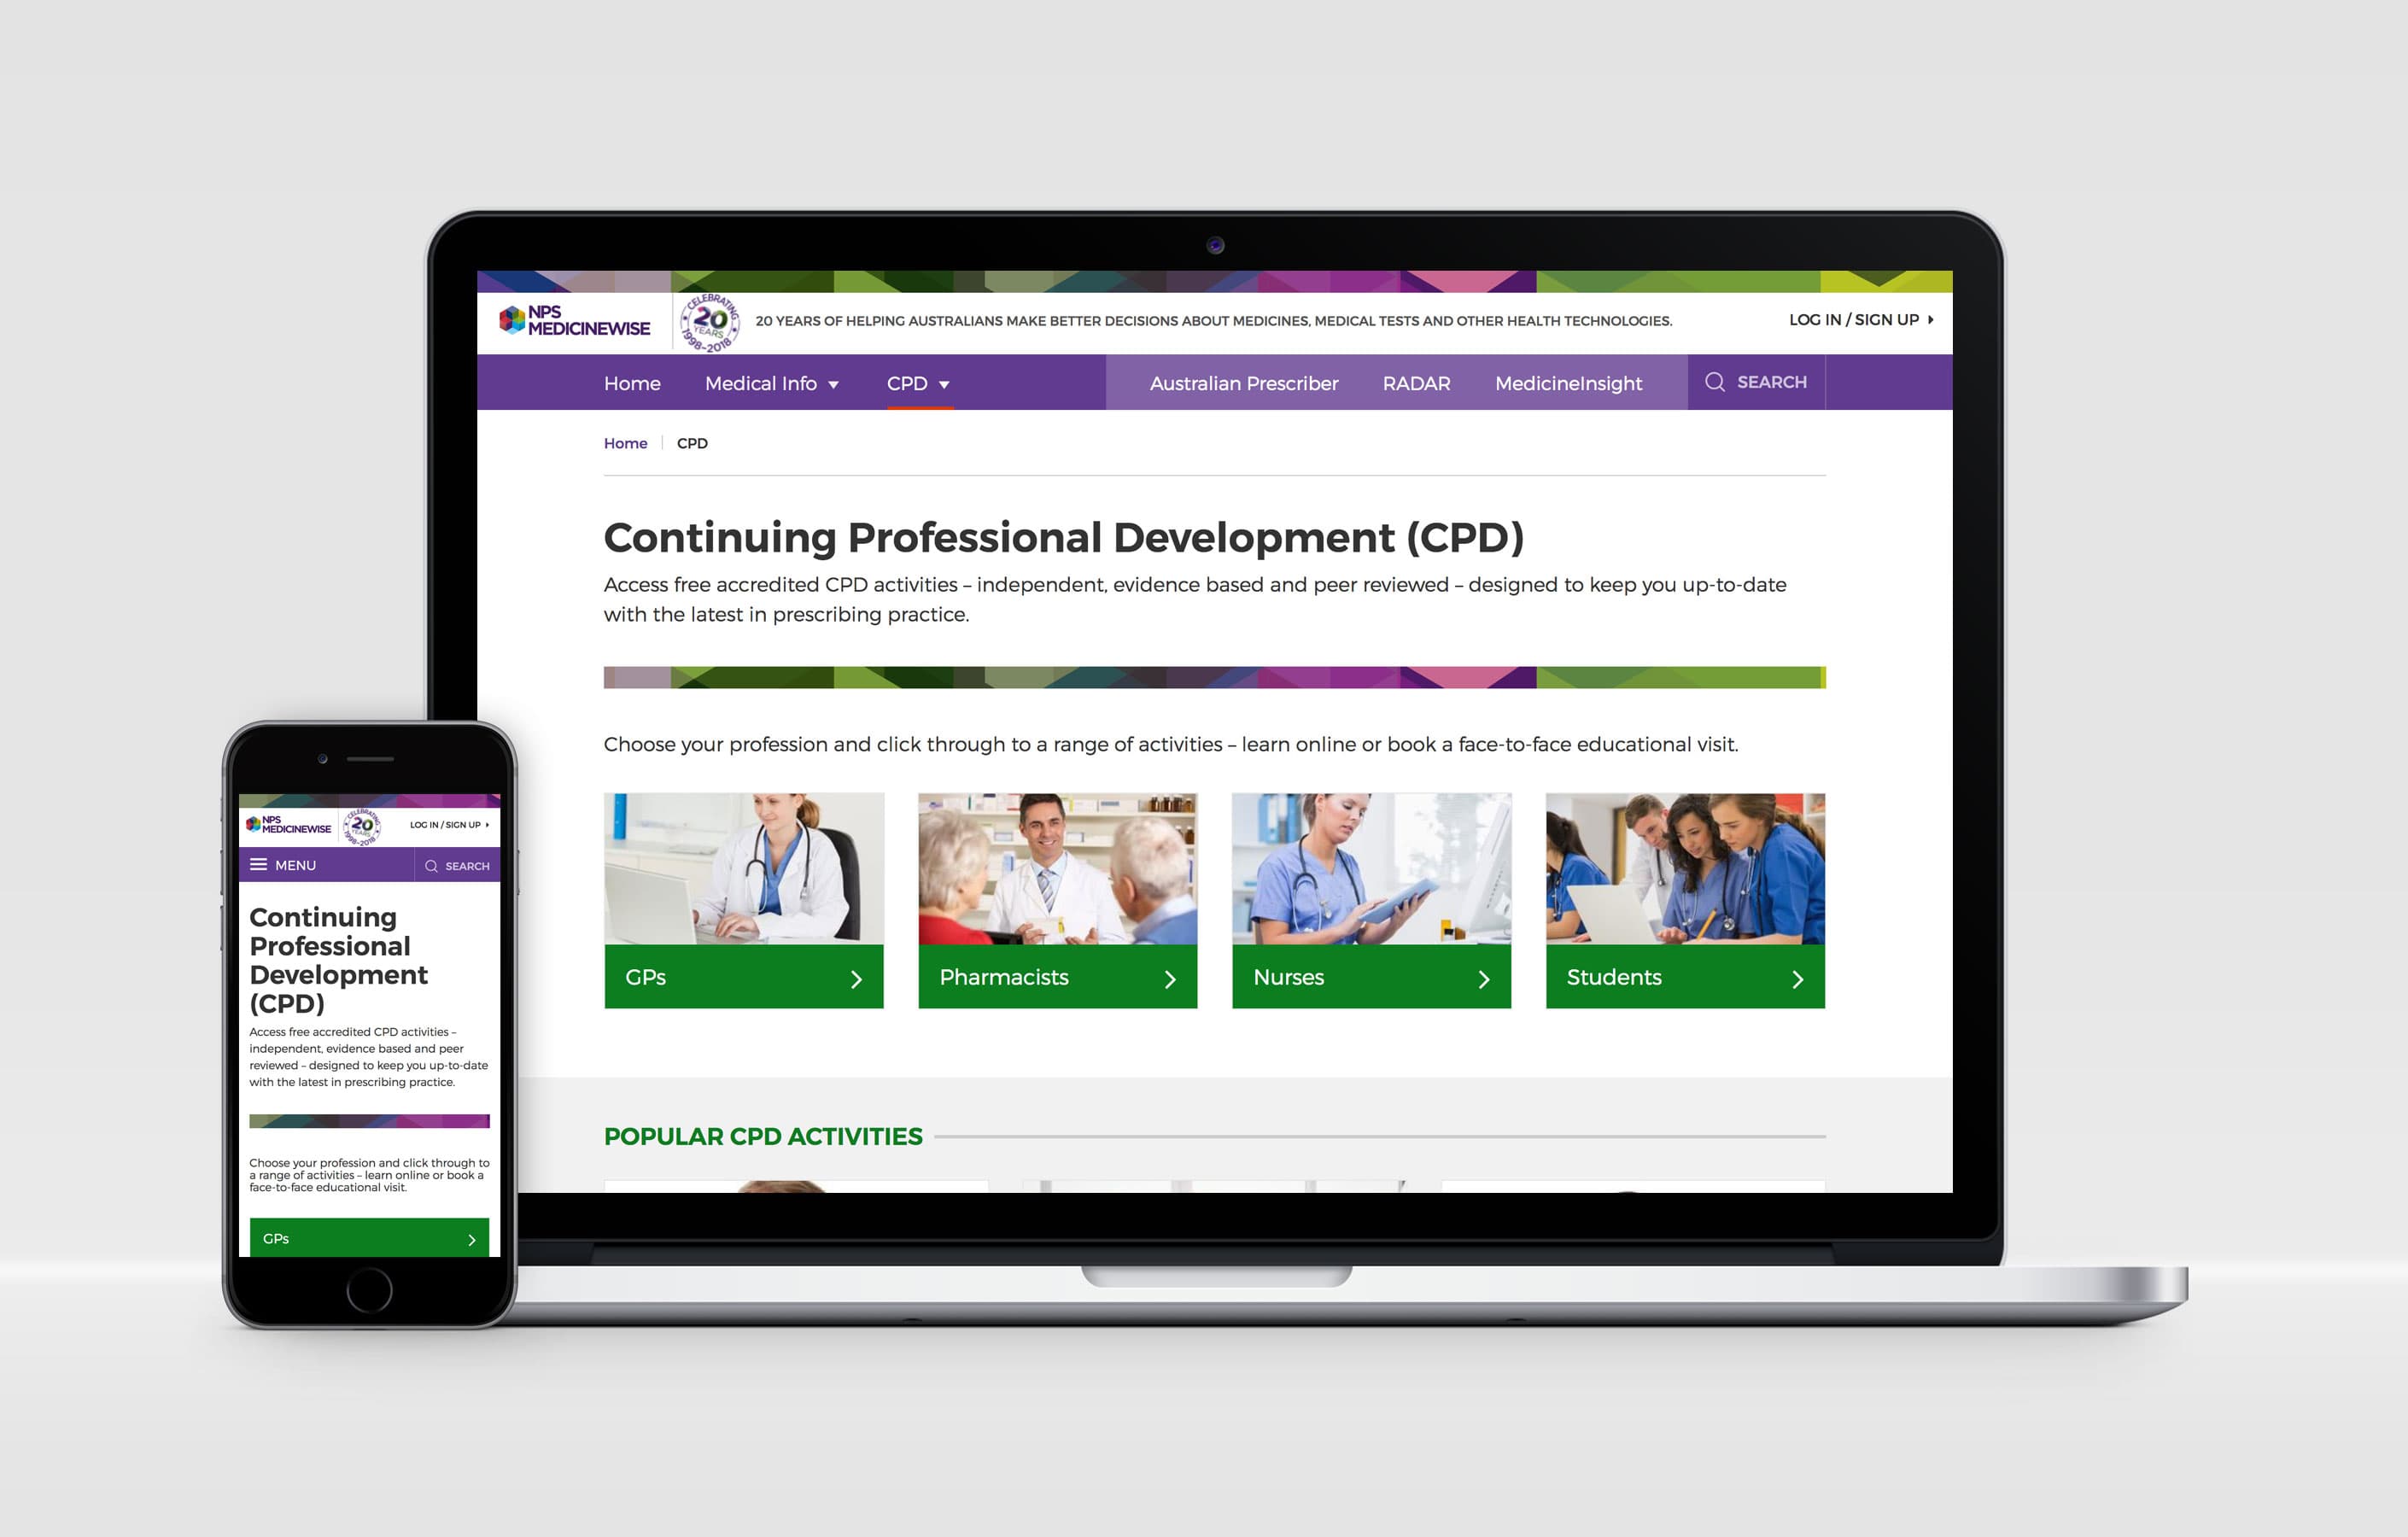 NPS
MEDICINEWISE
CELEBRATING
20
YEARS
1998-2018
20 YEARS OF HELPING AUSTRALIANS MAKE BETTER DECISIONS ABOUT MEDICINES, MEDICAL TESTS AND OTHER HEALTH TECHNOLOGIES.
LOG IN / SIGN UP
Home
Medical Info
CPD
Australian Prescriber
RADAR
MedicineInsight
SEARCH
Home
CPD
Continuing Professional Development (CPD)
Access free accredited CPD activities – independent, evidence based and peer reviewed – designed to keep you up-to-date
with the latest in prescribing practice.
Choose your profession and click through to a range of activities – learn online or book a face-to-face educational visit.
GPs
Pharmacists
Nurses
Students
POPULAR CPD ACTIVITIES
NPS
MEDICINEWISE
CELEBRATING
20
YEARS
1998-2018
LOG IN / SIGN UP
MENU
SEARCH
Continuing
Professional
Development
(CPD)
Access free accredited CPD activities –
independent, evidence based and peer
reviewed – designed to keep you up-to-date
with the latest in prescribing practice.
Choose your profession and click through to
a range of activities – learn online or book a
face-to-face educational visit.
GPs